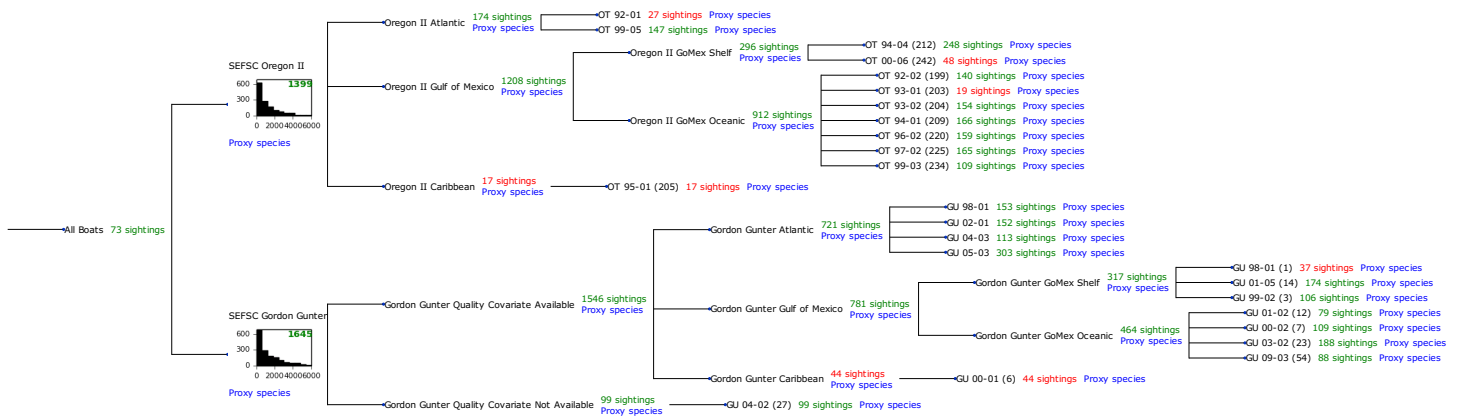 OT 92-01 27 sightings Proxy species
Oregon II Atlantic 174 sightings
Proxy species
OT 99-05 147 sightings Proxy species
OT 94-04 (212) 248 sightings Proxy species
Oregon II GoMex Shelf 296 sightings
Proxy species
OT 00-06 (242) 48 sightings Proxy species
SEFSC Oregon II
1399
600
300
0
0 2000 4000 6000
Proxy species
Oregon II Gulf of Mexico 1208 sightings
Proxy species
OT 92-02 (199) 140 sightings Proxy species
OT 93-01 (203) 19 sightings Proxy species
OT 93-02 (204) 154 sightings Proxy species
Oregon II GoMex Oceanic 912 sightings
Proxy species
OT 94-01 (209) 166 sightings Proxy species
OT 96-02 (220) 159 sightings Proxy species
OT 97-02 (225) 165 sightings Proxy species
OT 99-03 (234) 109 sightings Proxy species
Oregon II Caribbean 17 sightings
Proxy species
OT 95-01 (205) 17 sightings Proxy species
All Boats 73 sightings
GU 98-01 153 sightings Proxy species
GU 02-01 152 sightings Proxy species
Gordon Gunter Atlantic 721 sightings
Proxy species
GU 04-03 113 sightings Proxy species
GU 05-03 303 sightings Proxy species
GU 98-01 (1) 37 sightings Proxy species
Gordon Gunter GoMex Shelf 317 sightings
Proxy species
GU 01-05 (14) 174 sightings Proxy species
GU 99-02 (3) 106 sightings Proxy species
Gordon Gunter Quality Covariate Available 1546 sightings
Proxy species
Gordon Gunter Gulf of Mexico 781 sightings
Proxy species
GU 01-02 (12) 79 sightings Proxy species
GU 00-02 (7) 109 sightings Proxy species
Gordon Gunter GoMex Oceanic 464 sightings
Proxy species
GU 03-02 (23) 188 sightings Proxy species
GU 09-03 (54) 88 sightings Proxy species
SEFSC Gordon Gunter
1645
600
300
0
0 2000 4000 6000
Proxy species
Gordon Gunter Caribbean 44 sightings
Proxy species
GU 00-01 (6) 44 sightings Proxy species
Gordon Gunter Quality Covariate Not Available 99 sightings
Proxy species
GU 04-02 (27) 99 sightings Proxy species